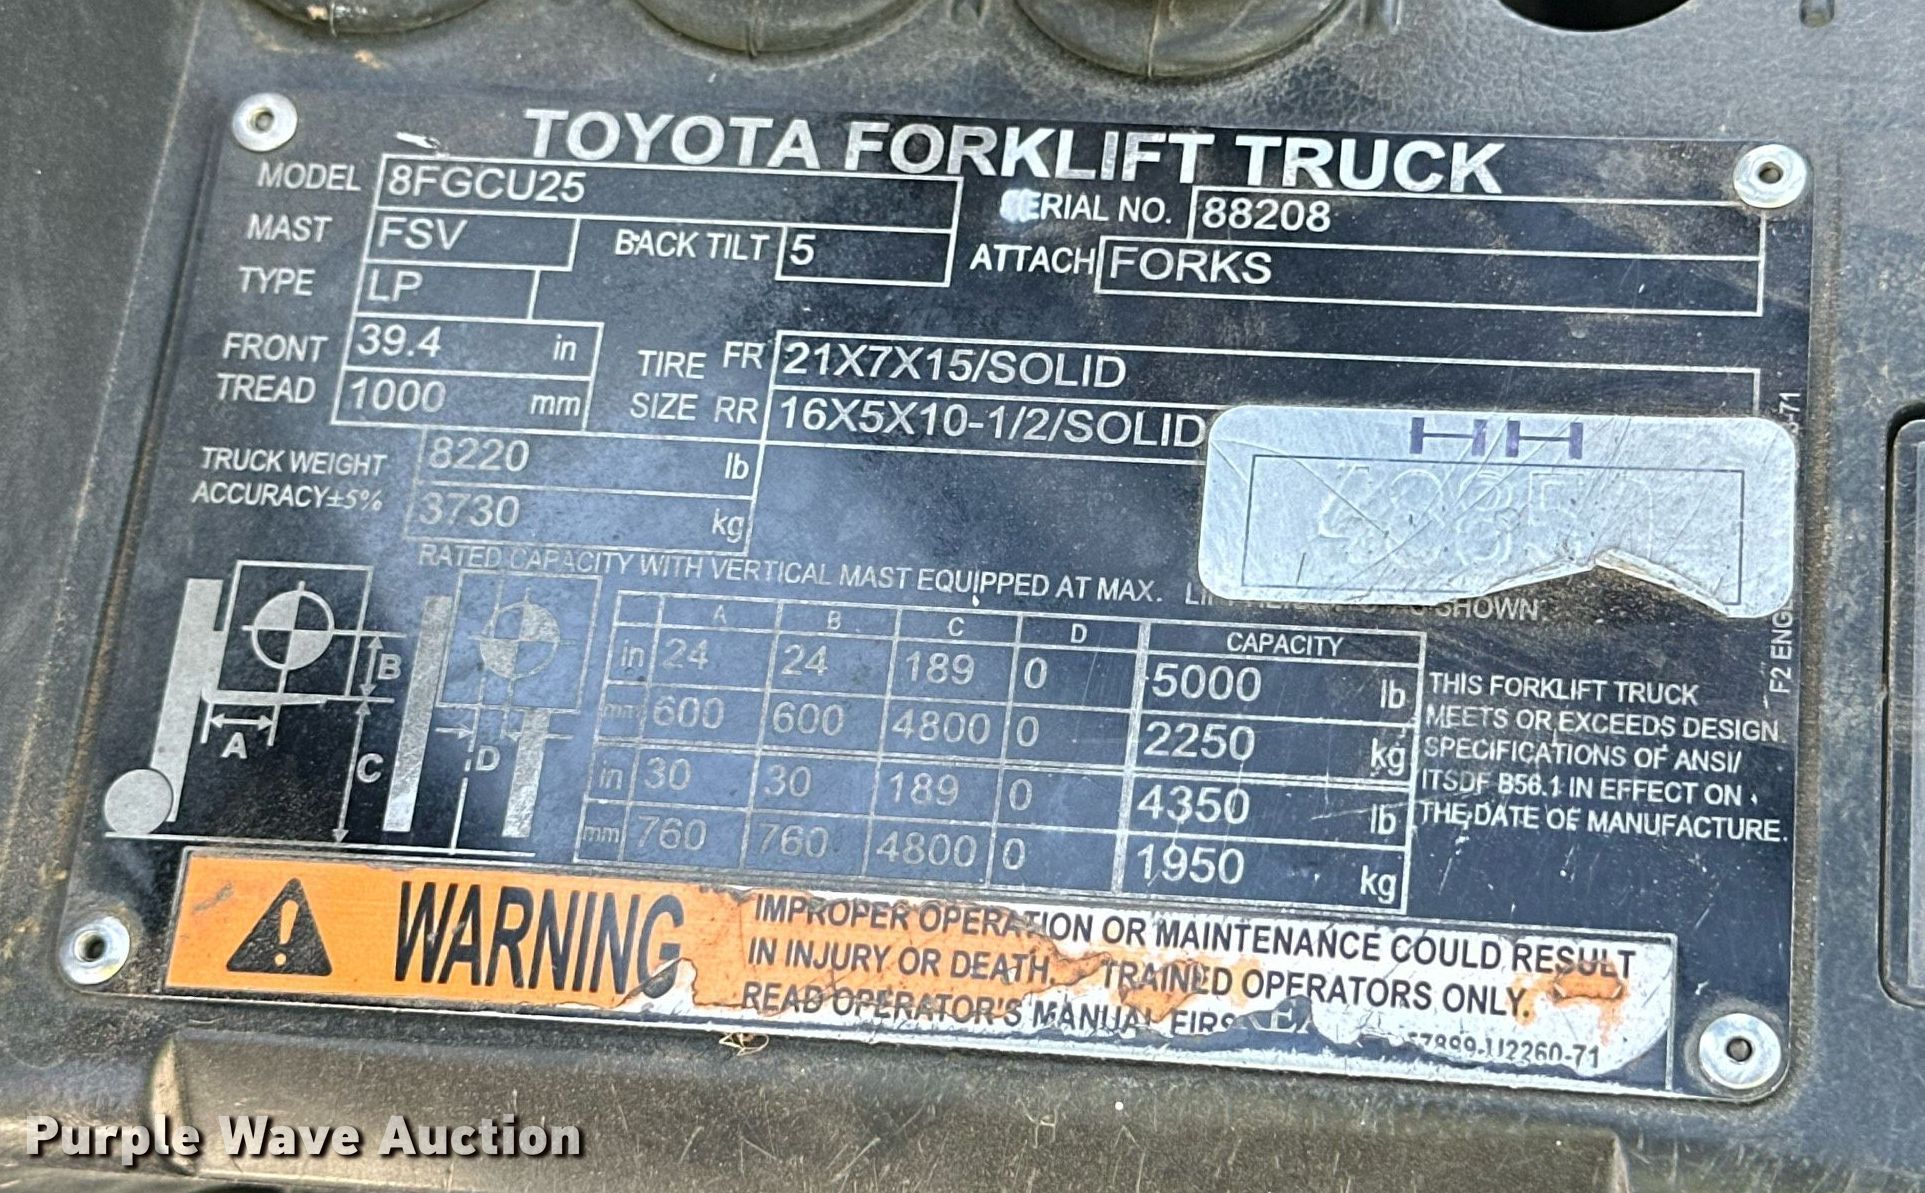 TOYOTA FORKLIFT TRUCK
MODEL 8FGCU25 SERIAL NO. 88208
MAST FSV BACK TILT 5 ATTACH FORKS
TYPE LP
FRONT TREAD 39.4 in
1000 mm
TIRE SIZE FR 21X7X15/SOLID
RR 16X5X10-1/2/SOLID
HH
TRUCK WEIGHT 8220 lb
ACCURACY±5% 3730 kg
RATED CAPACITY WITH VERTICAL MAST EQUIPPED AT MAX. SHOWN.
A B C D CAPACITY
in 24 24 189 0 5000 lb
mm 600 600 4800 0 2250 kg
in 30 30 189 0 4350 lb
mm 760 760 4800 0 1950 kg
B
A
C
D
THIS FORKLIFT TRUCK
MEETS OR EXCEEDS DESIGN
SPECIFICATIONS OF ANSI/
ITSDF B56.1 IN EFFECT ON
THE DATE OF MANUFACTURE.
F2 ENG
-71
WARNING
IMPROPER OPERATION OR MAINTENANCE COULD RESULT
IN INJURY OR DEATH. TRAINED OPERATORS ONLY.
READ OPERATOR'S MANUAL
57899-U2260-71
Purple Wave Auction